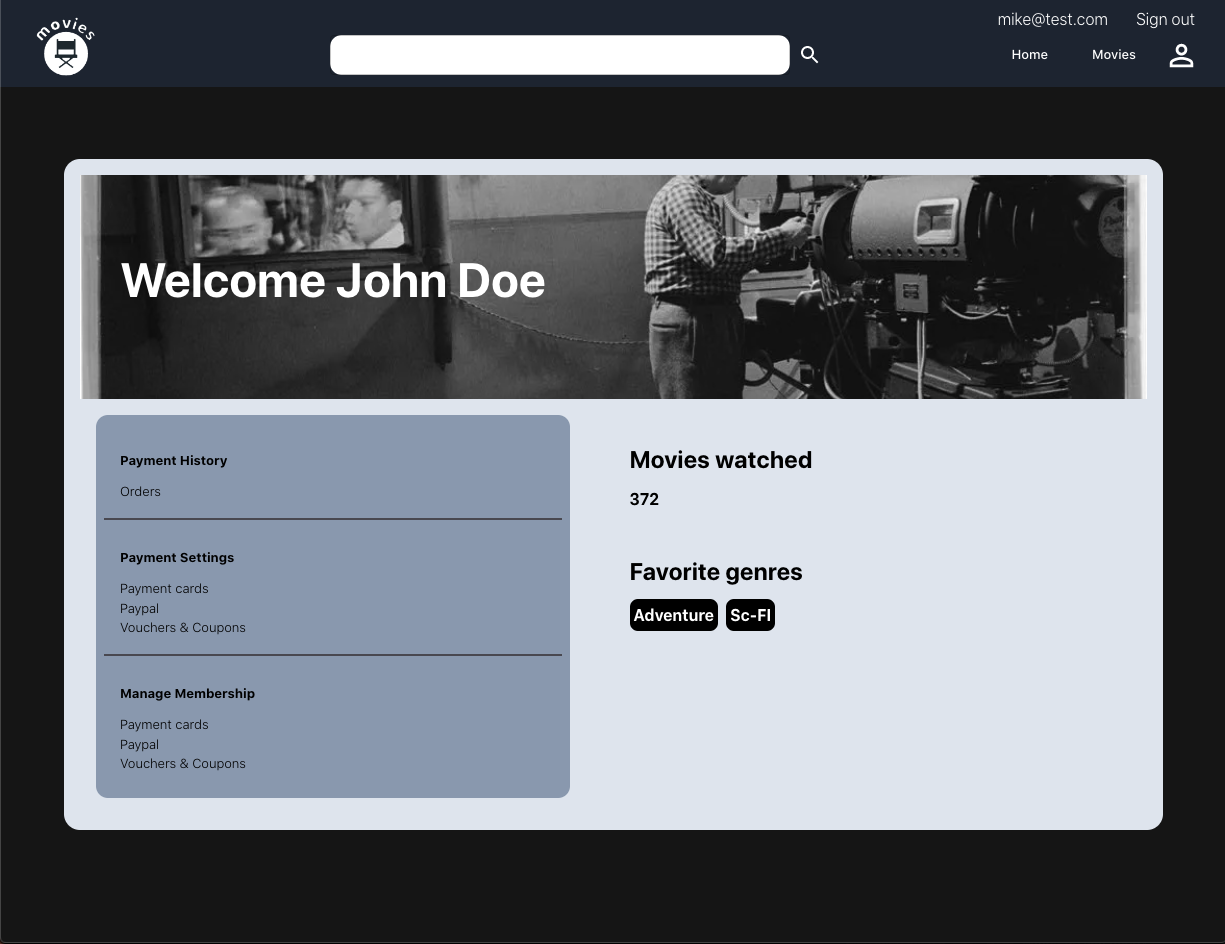 movies
mike@test.com Sign out
Home Movies
Welcome John Doe
Payment History
Orders
Payment Settings
Payment cards
Paypal
Vouchers & Coupons
Manage Membership
Payment cards
Paypal
Vouchers & Coupons
Movies watched
372
Favorite genres
Adventure Sc-FI